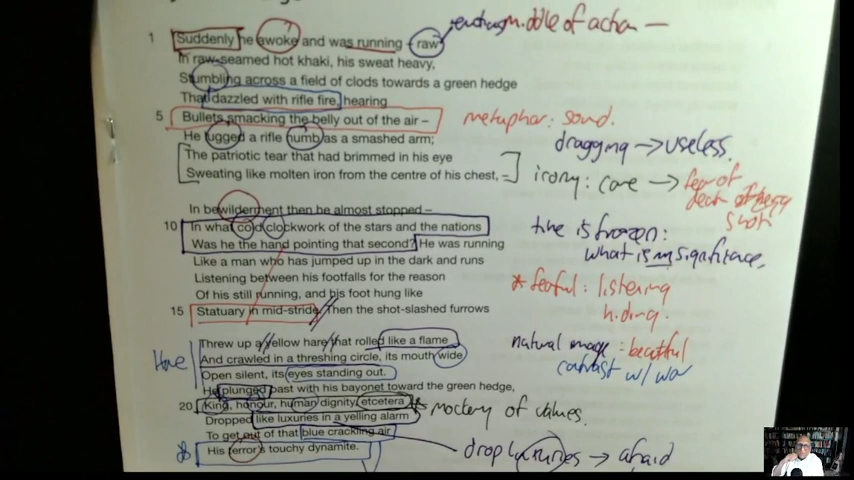 middle of action –
1 Suddenly he awoke and was running – raw
In raw-seamed hot khaki, his sweat heavy,
Stumbling across a field of clods towards a green hedge
That dazzled with rifle fire, hearing
5 Bullets smacking the belly out of the air –
metaphor: sound.
He lugged a rifle numb as a smashed arm;
dragging → useless.
The patriotic tear that had brimmed in his eye
Sweating like molten iron from the centre of his chest, –
irony: care → fear of
death
shot
In bewilderment then he almost stopped –
10 In what cold clockwork of the stars and the nations
time is frozen:
Was he the hand pointing that second? He was running
what is my significance.
Like a man who has jumped up in the dark and runs
Listening between his footfalls for the reason
* fearful: listening
Of his still running, and his foot hung like
hiding.
15 Statuary in mid-stride. Then the shot-slashed furrows
Threw up a yellow hare that rolled like a flame
natural image: beautiful
And crawled in a threshing circle, its mouth wide
contrast w/ war
Hare
Open silent, its eyes standing out.
He plunged past with his bayonet toward the green hedge,
20 King, honour, human dignity, etcetera
* mockery of values.
Dropped like luxuries in a yelling alarm
To get out of that blue crackling air
His terror's touchy dynamite.
drop luxuries → afraid